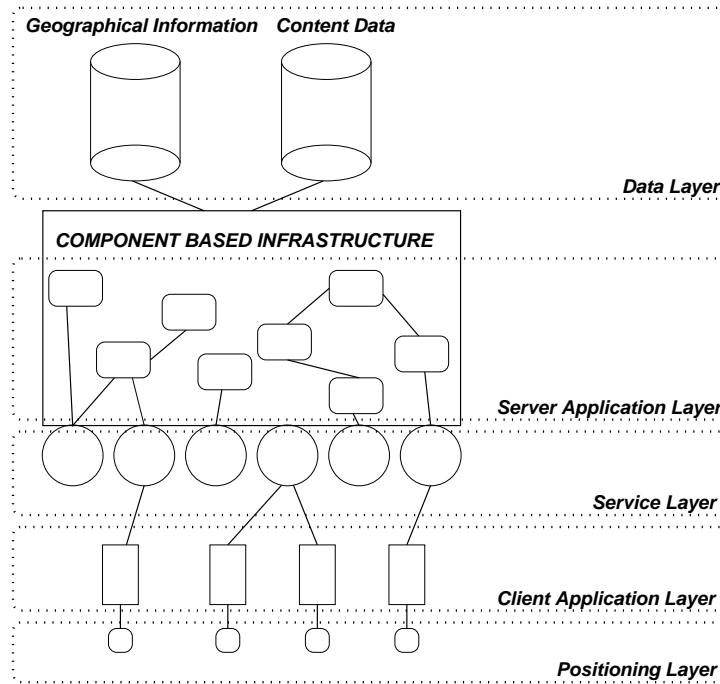 Geographical Information Content Data
Data Layer
COMPONENT BASED INFRASTRUCTURE
Server Application Layer
Service Layer
Client Application Layer
Positioning Layer